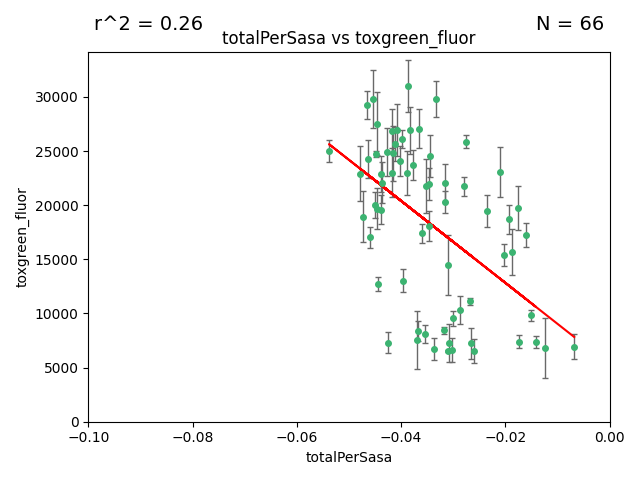 r^2 = 0.26
N = 66
totalPerSasa vs toxgreen_fluor
toxgreen_fluor
30000
25000
20000
15000
10000
5000
0
−0.10
−0.08
−0.06
−0.04
−0.02
0.00
totalPerSasa